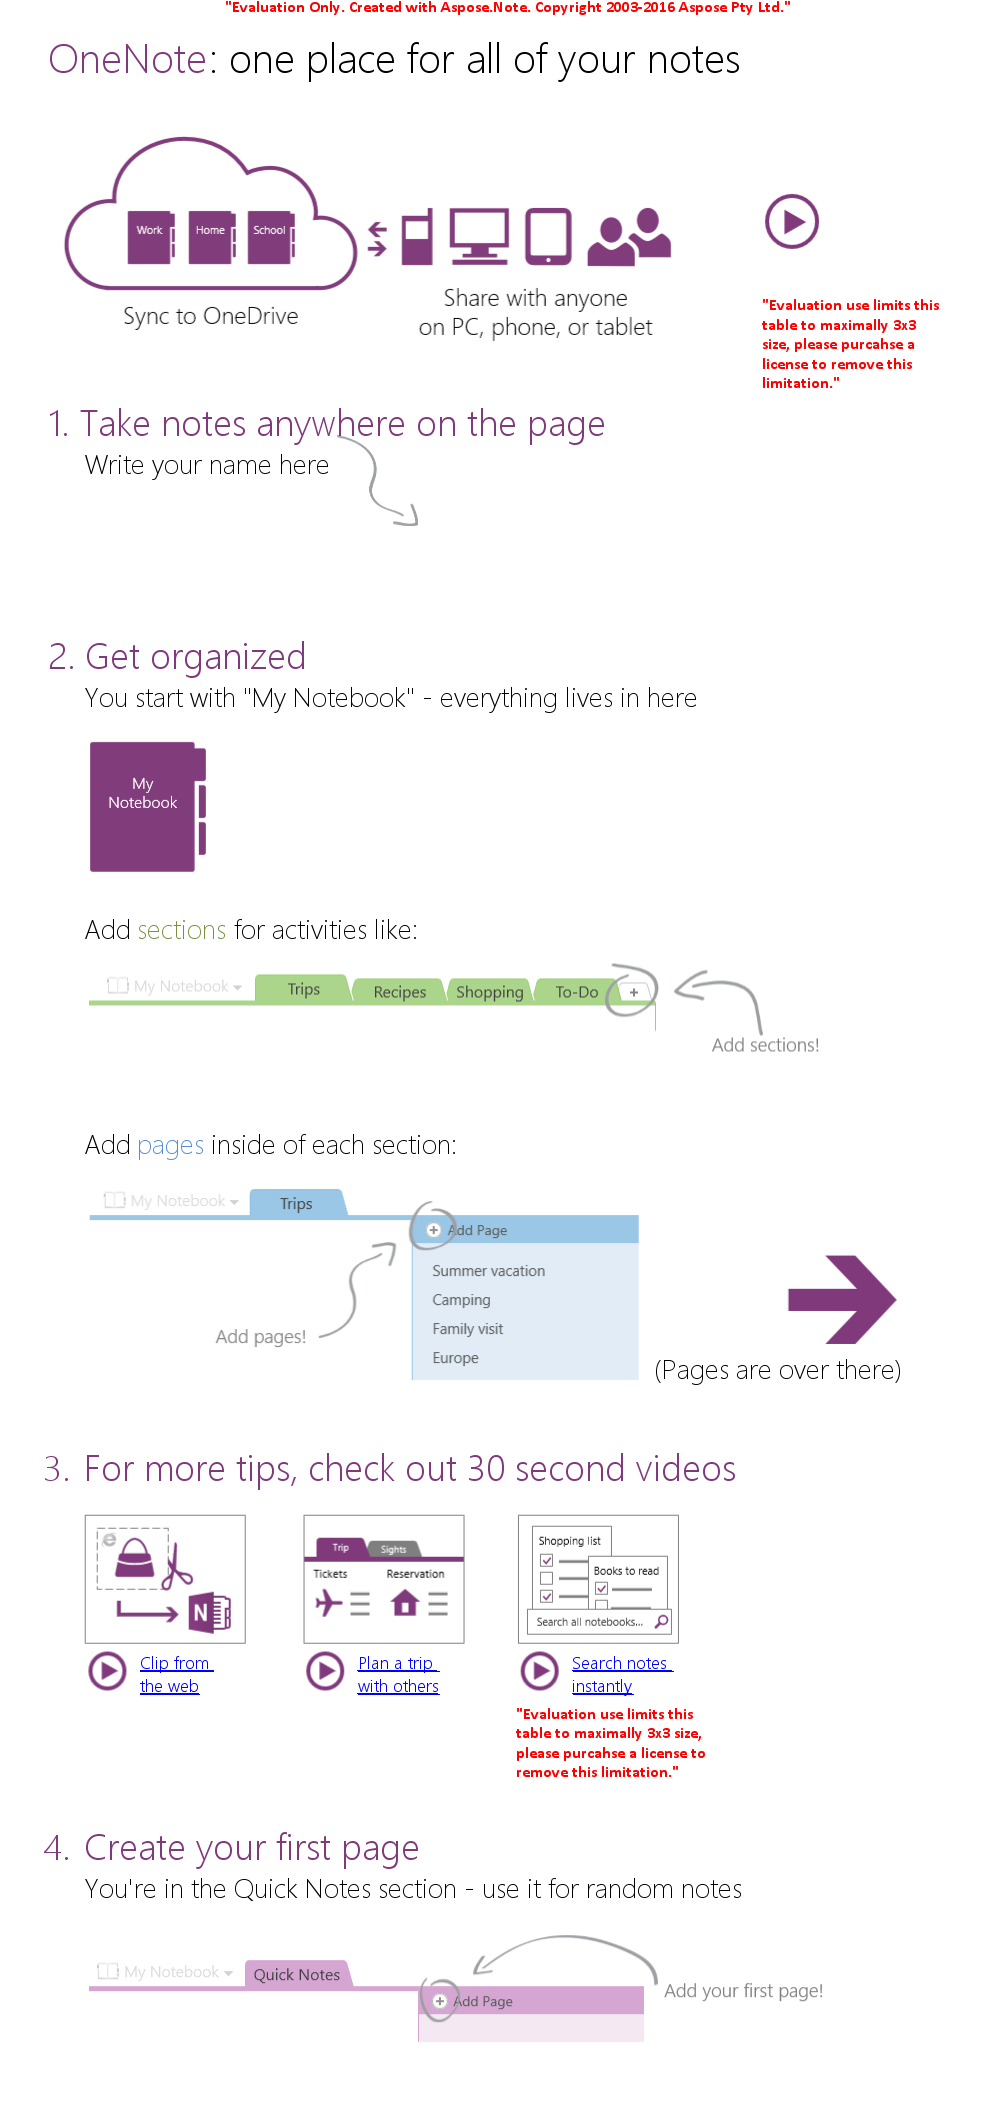 "Evaluation Only. Created with Aspose.Note. Copyright 2003-2016 Aspose Pty Ltd."
OneNote: one place for all of your notes
Work Home School
Sync to OneDrive
Share with anyone
on PC, phone, or tablet
"Evaluation use limits this
table to maximally 3x3
size, please purcahse a
license to remove this
limitation."
1. Take notes anywhere on the page
Write your name here
2. Get organized
You start with "My Notebook" - everything lives in here
My
Notebook
Add sections for activities like:
My Notebook Trips Recipes Shopping To-Do +
Add sections!
Add pages inside of each section:
My Notebook Trips
Add Page
Summer vacation
Camping
Family visit
Europe
Add pages!
(Pages are over there)
3. For more tips, check out 30 second videos
N
Trip Sights
Tickets Reservation
Shopping list
Books to read
Search all notebooks...
Clip from
the web
Plan a trip
with others
Search notes
instantly
"Evaluation use limits this
table to maximally 3x3 size,
please purcahse a license to
remove this limitation."
4. Create your first page
You're in the Quick Notes section - use it for random notes
My Notebook Quick Notes
Add Page
Add your first page!